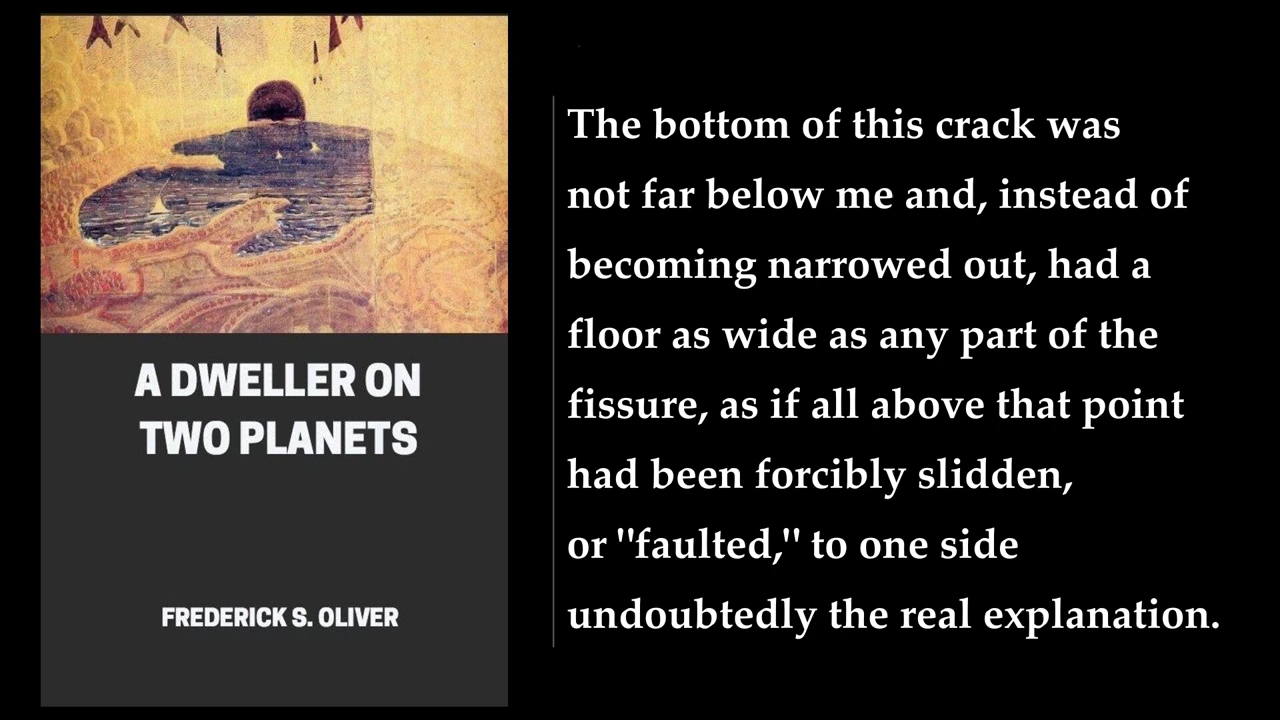 A DWELLER ON
TWO PLANETS
FREDERICK S. OLIVER
The bottom of this crack was
not far below me and, instead of
becoming narrowed out, had a
floor as wide as any part of the
fissure, as if all above that point
had been forcibly slidden,
or "faulted," to one side
undoubtedly the real explanation.